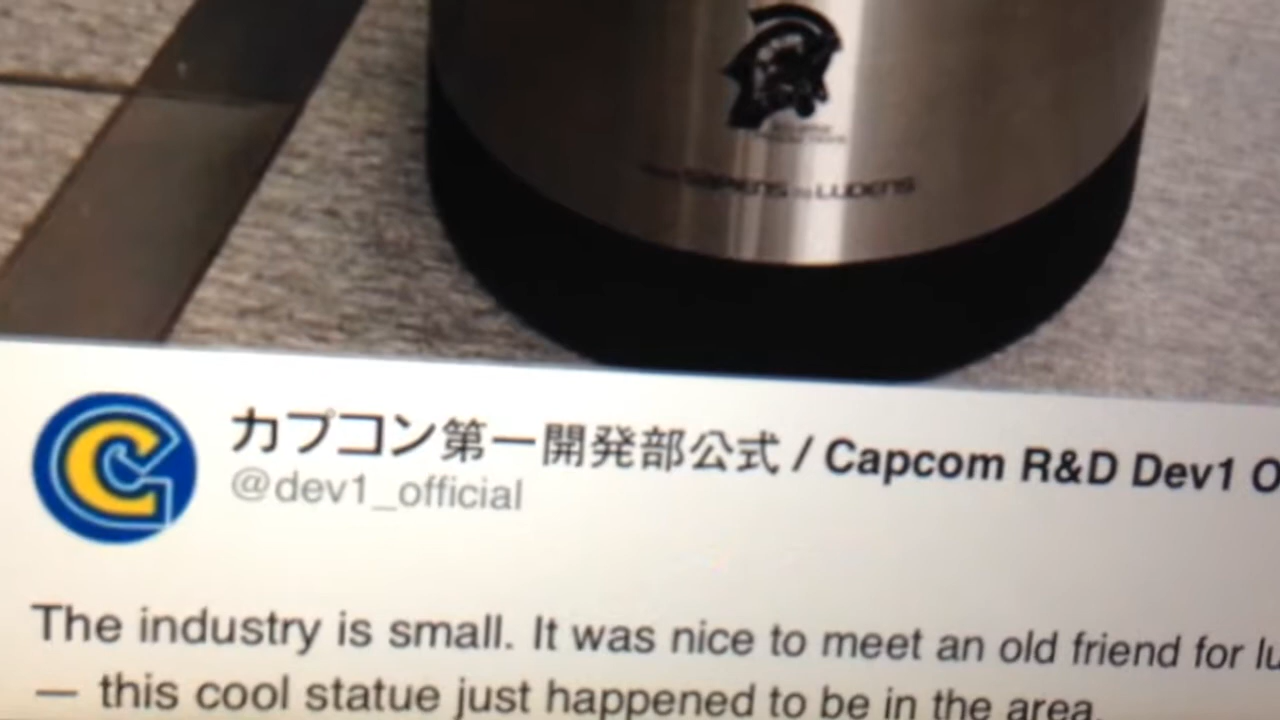 SAPIENS LUDENS
カプコン第一開発部公式 / Capcom R&D Dev1
@dev1_official
The industry is small. It was nice to meet an old friend for
— this cool statue just happened to be in the area.